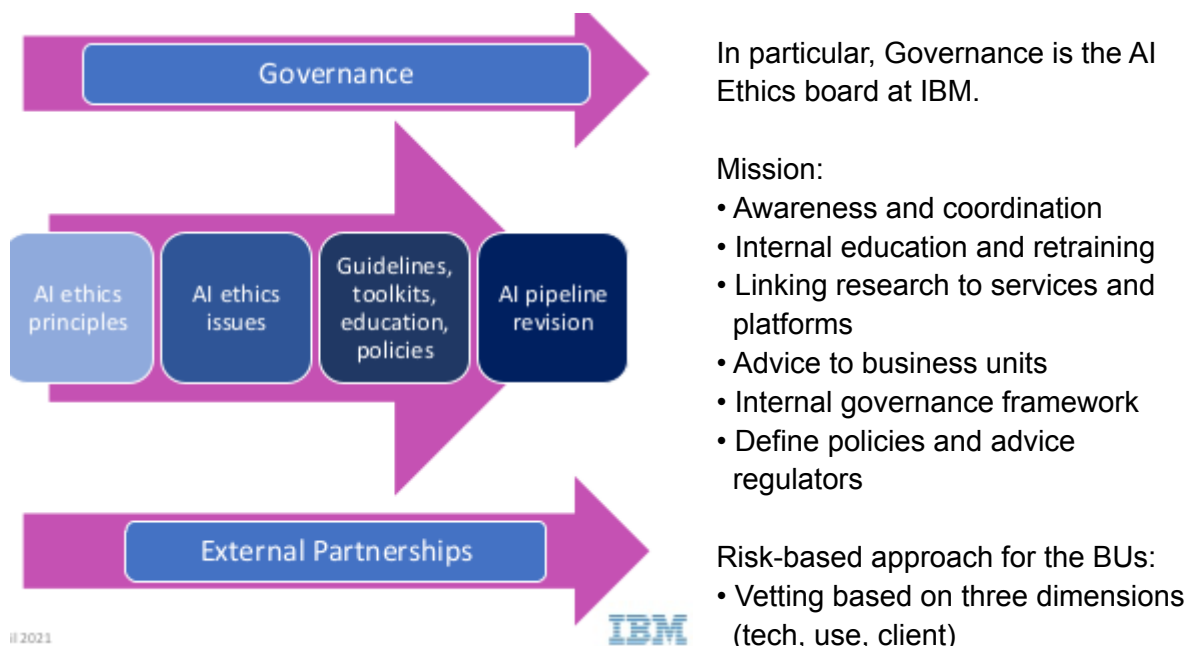 Governance
AI ethics
principles
AI ethics
issues
Guidelines,
toolkits,
education,
policies
AI pipeline
revision
External Partnerships
il 2021
IBM
In particular, Governance is the AI
Ethics board at IBM.
Mission:
• Awareness and coordination
• Internal education and retraining
• Linking research to services and
platforms
• Advice to business units
• Internal governance framework
• Define policies and advice
regulators
Risk-based approach for the BUs:
• Vetting based on three dimensions
(tech, use, client)